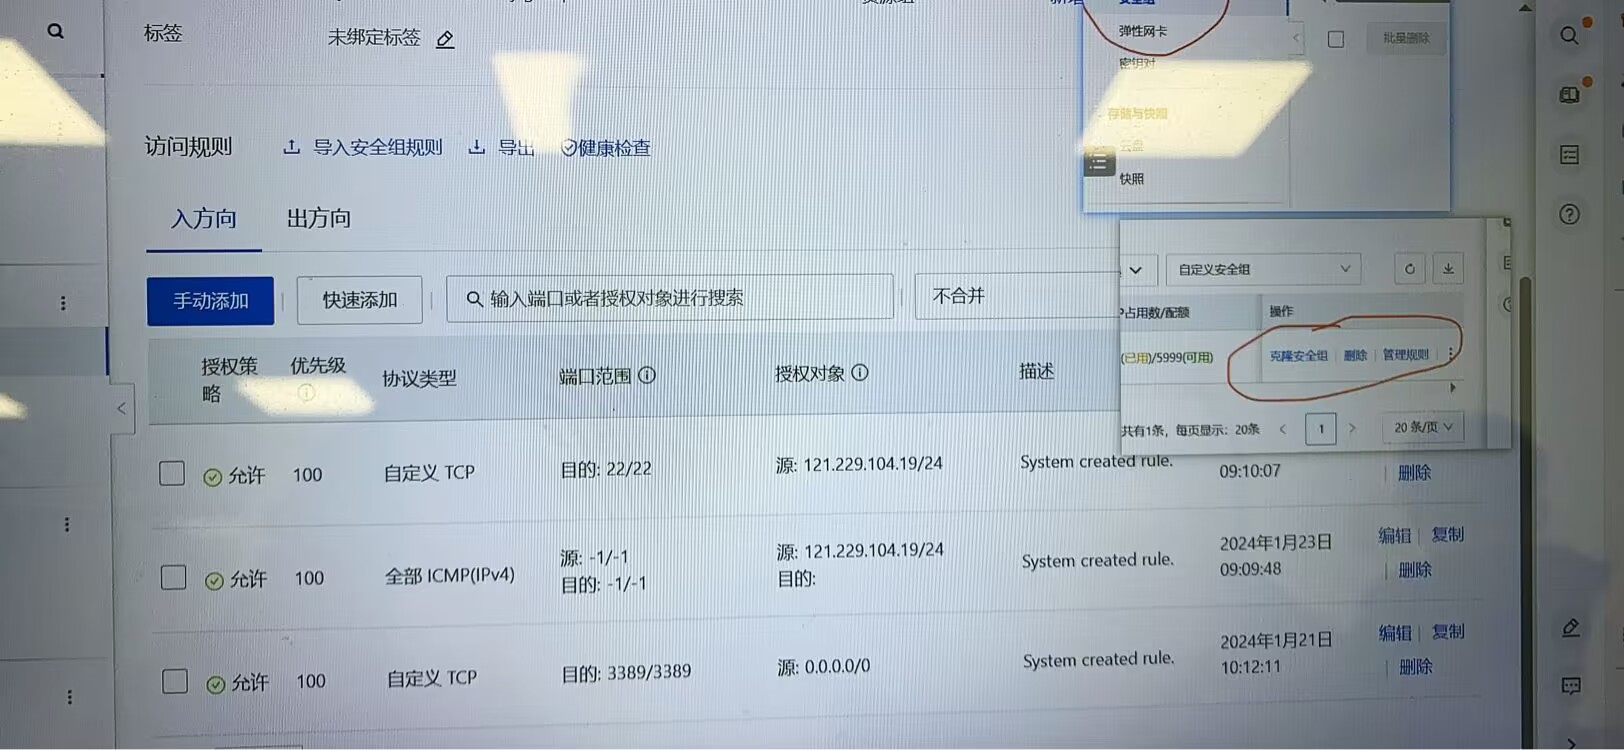 标签
未绑定标签
访问规则
导入安全组规则
导出
健康检查
入方向
出方向
手动添加
快速添加
输入端口或者授权对象进行搜索
不合并
授权策略
优先级
协议类型
端口范围
授权对象
描述
允许
100
自定义 TCP
目的: 22/22
源: 121.229.104.19/24
System created rule.
09:10:07
删除
允许
100
全部 ICMP(IPv4)
源: -1/-1
目的: -1/-1
源: 121.229.104.19/24
目的:
System created rule.
2024年1月23日
09:09:48
编辑
复制
删除
允许
100
自定义 TCP
目的: 3389/3389
源: 0.0.0.0/0
System created rule.
2024年1月21日
10:12:11
编辑
复制
删除
安全组
弹性网卡
密钥对
存储与快照
云盘
快照
批量删除
自定义安全组
占用数/配额
操作
(已用)/5999(可用)
克隆安全组
删除
管理规则
共有1条，每页显示: 20条
1
20 条/页